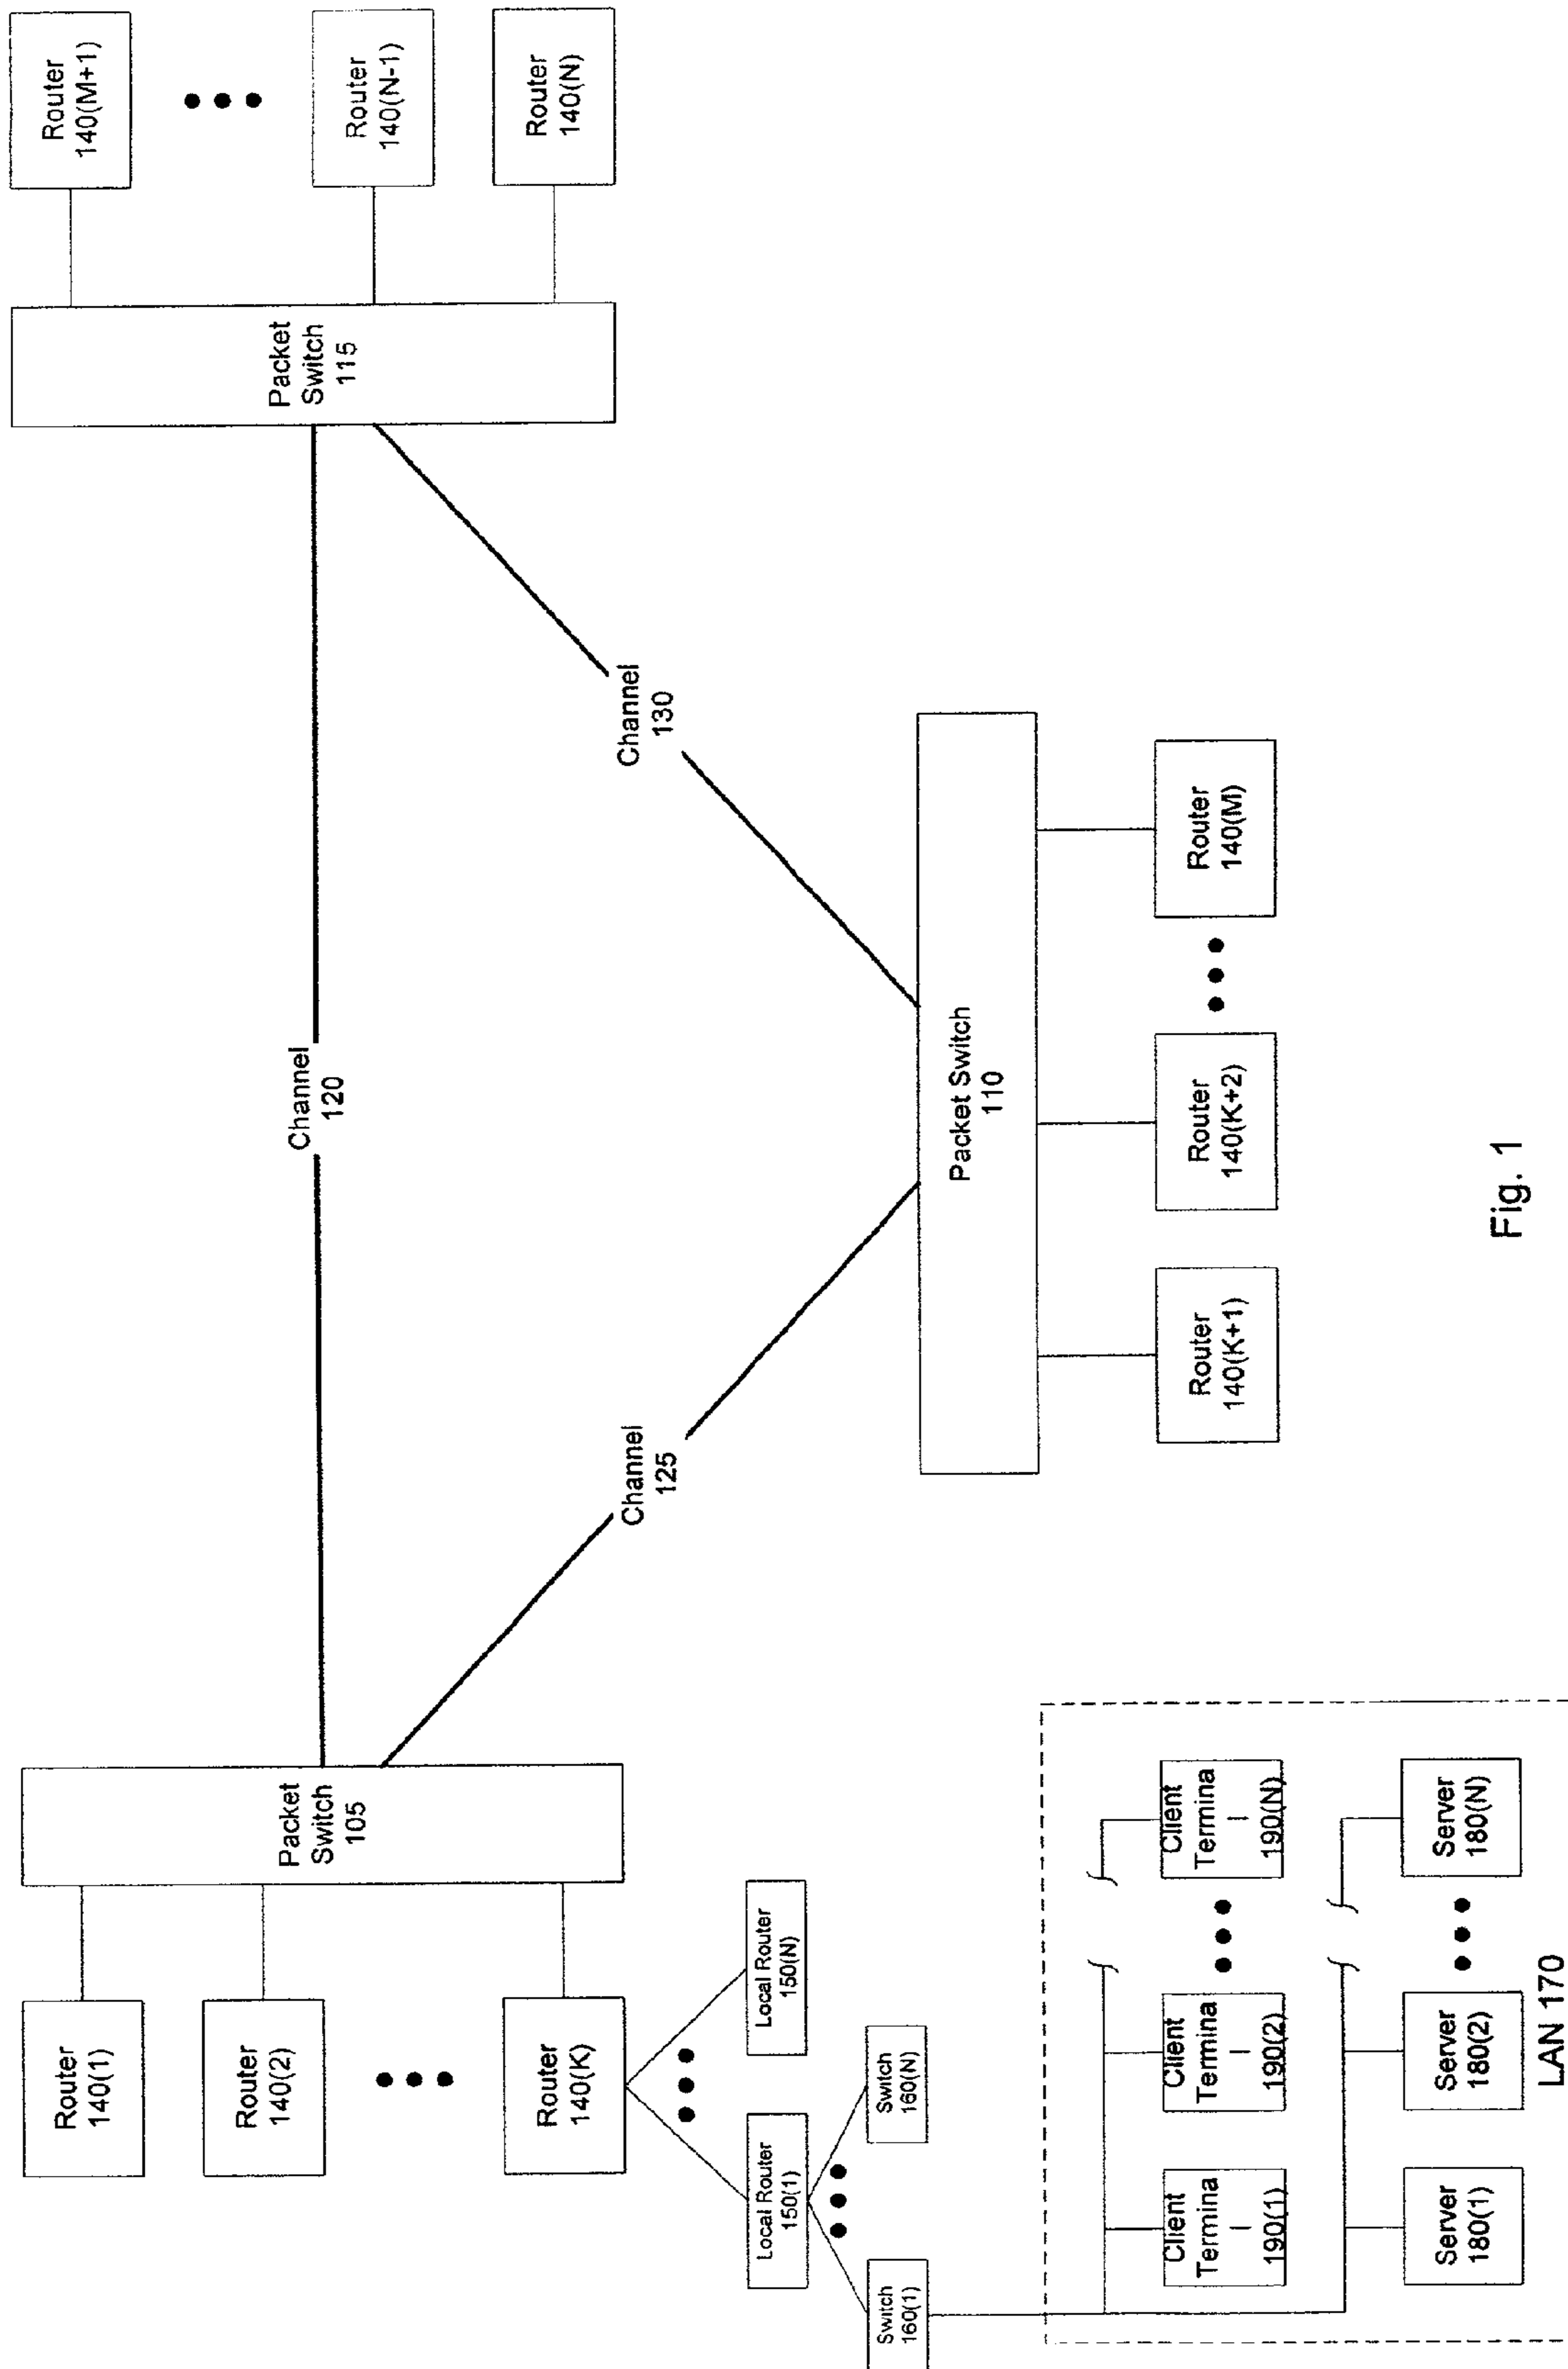 Router
140(1)
Router
140(2)
Router
140(K)
Packet
Switch
105
Channel
120
Packet
Switch
115
Router
140(M+1)
Router
140(N-1)
Router
140(N)
Channel
125
Channel
130
Local Router
150(1)
Local Router
150(N)
Switch
160(1)
Switch
160(N)
Packet Switch
110
Router
140(K+1)
Router
140(K+2)
Router
140(M)
Client
Termina
l
190(1)
Client
Termina
l
190(2)
Client
Termina
l
190(N)
Server
180(1)
Server
180(2)
Server
180(N)
LAN 170
Fig. 1